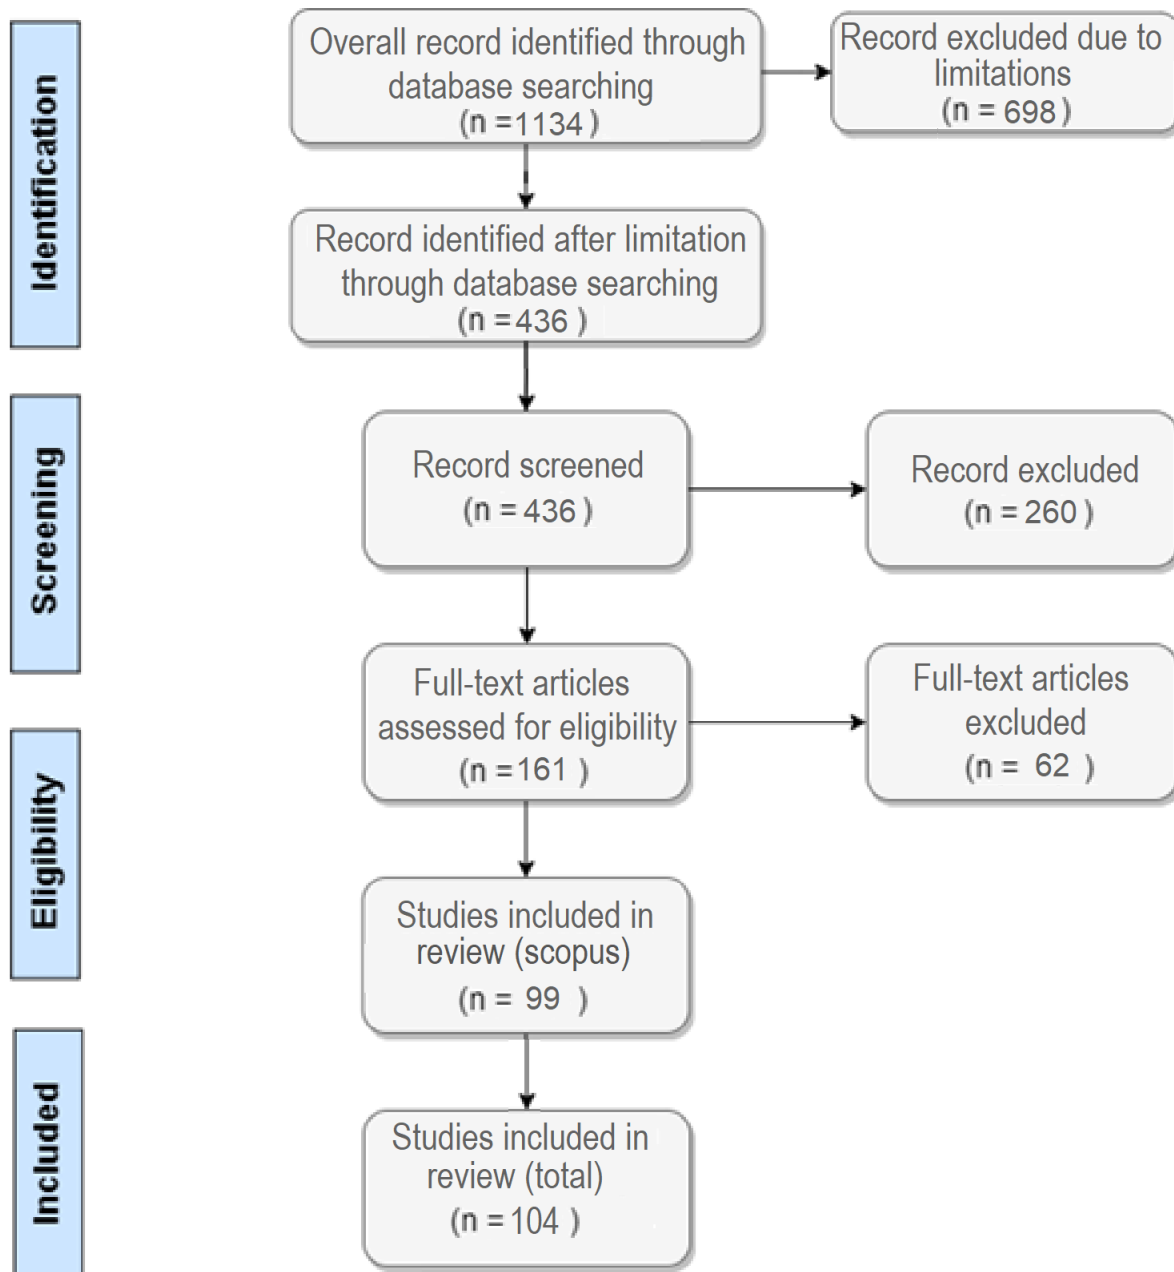 Identification
Overall record identified through
database searching
(n =1134)
Record excluded due to
limitations
(n = 698)
Record identified after limitation
through database searching
(n =436 )
Screening
Record screened
(n = 436 )
Record excluded
(n = 260)
Full-text articles
assessed for eligibility
(n =161 )
Full-text articles
excluded
(n = 62 )
Eligibility
Studies included in
review (scopus)
(n = 99 )
Included
Studies included in
review (total)
(n =104 )